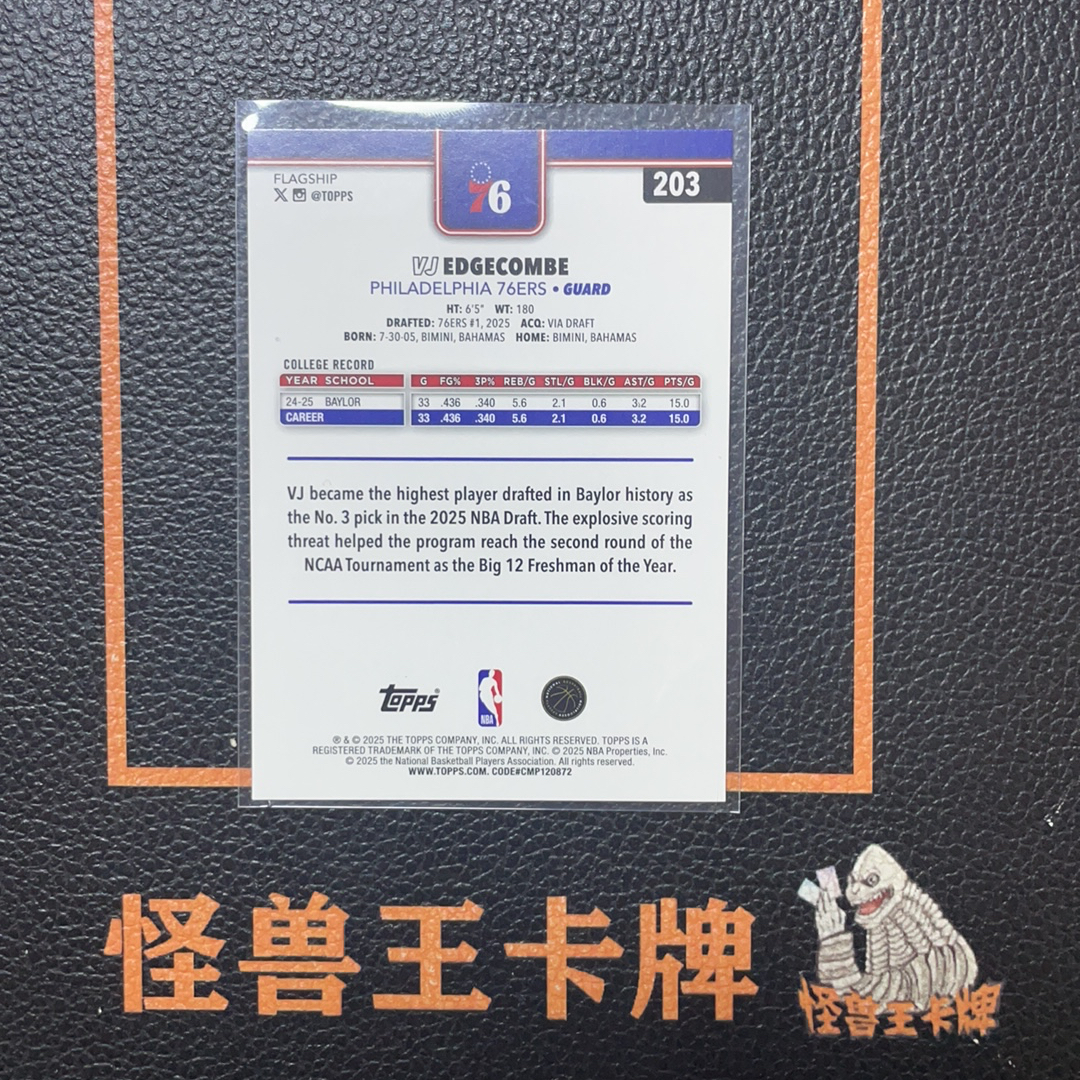 FLAGSHIP
@TOPPS
76
203
VJ EDGECOMBE
PHILADELPHIA 76ERS • GUARD
HT: 6'5" WT: 180
DRAFTED: 76ERS #1, 2025 ACQ: VIA DRAFT
BORN: 7-30-05, BIMINI, BAHAMAS HOME: BIMINI, BAHAMAS
COLLEGE RECORD
YEAR SCHOOL G FG% 3P% REB/G STL/G BLK/G AST/G PTS/G
24-25 BAYLOR 33 .436 .340 5.6 2.1 0.6 3.2 15.0
CAREER 33 .436 .340 5.6 2.1 0.6 3.2 15.0
VJ became the highest player drafted in Baylor history as
the No. 3 pick in the 2025 NBA Draft. The explosive scoring
threat helped the program reach the second round of the
NCAA Tournament as the Big 12 Freshman of the Year.
Topps®
NBA
® & © 2025 THE TOPPS COMPANY, INC. ALL RIGHTS RESERVED. TOPPS IS A
REGISTERED TRADEMARK OF THE TOPPS COMPANY, INC. © 2025 NBA Properties, Inc.
© 2025 the National Basketball Players Association. All rights reserved.
WWW.TOPPS.COM. CODE#CMP120872
怪兽王卡牌
怪兽王卡牌